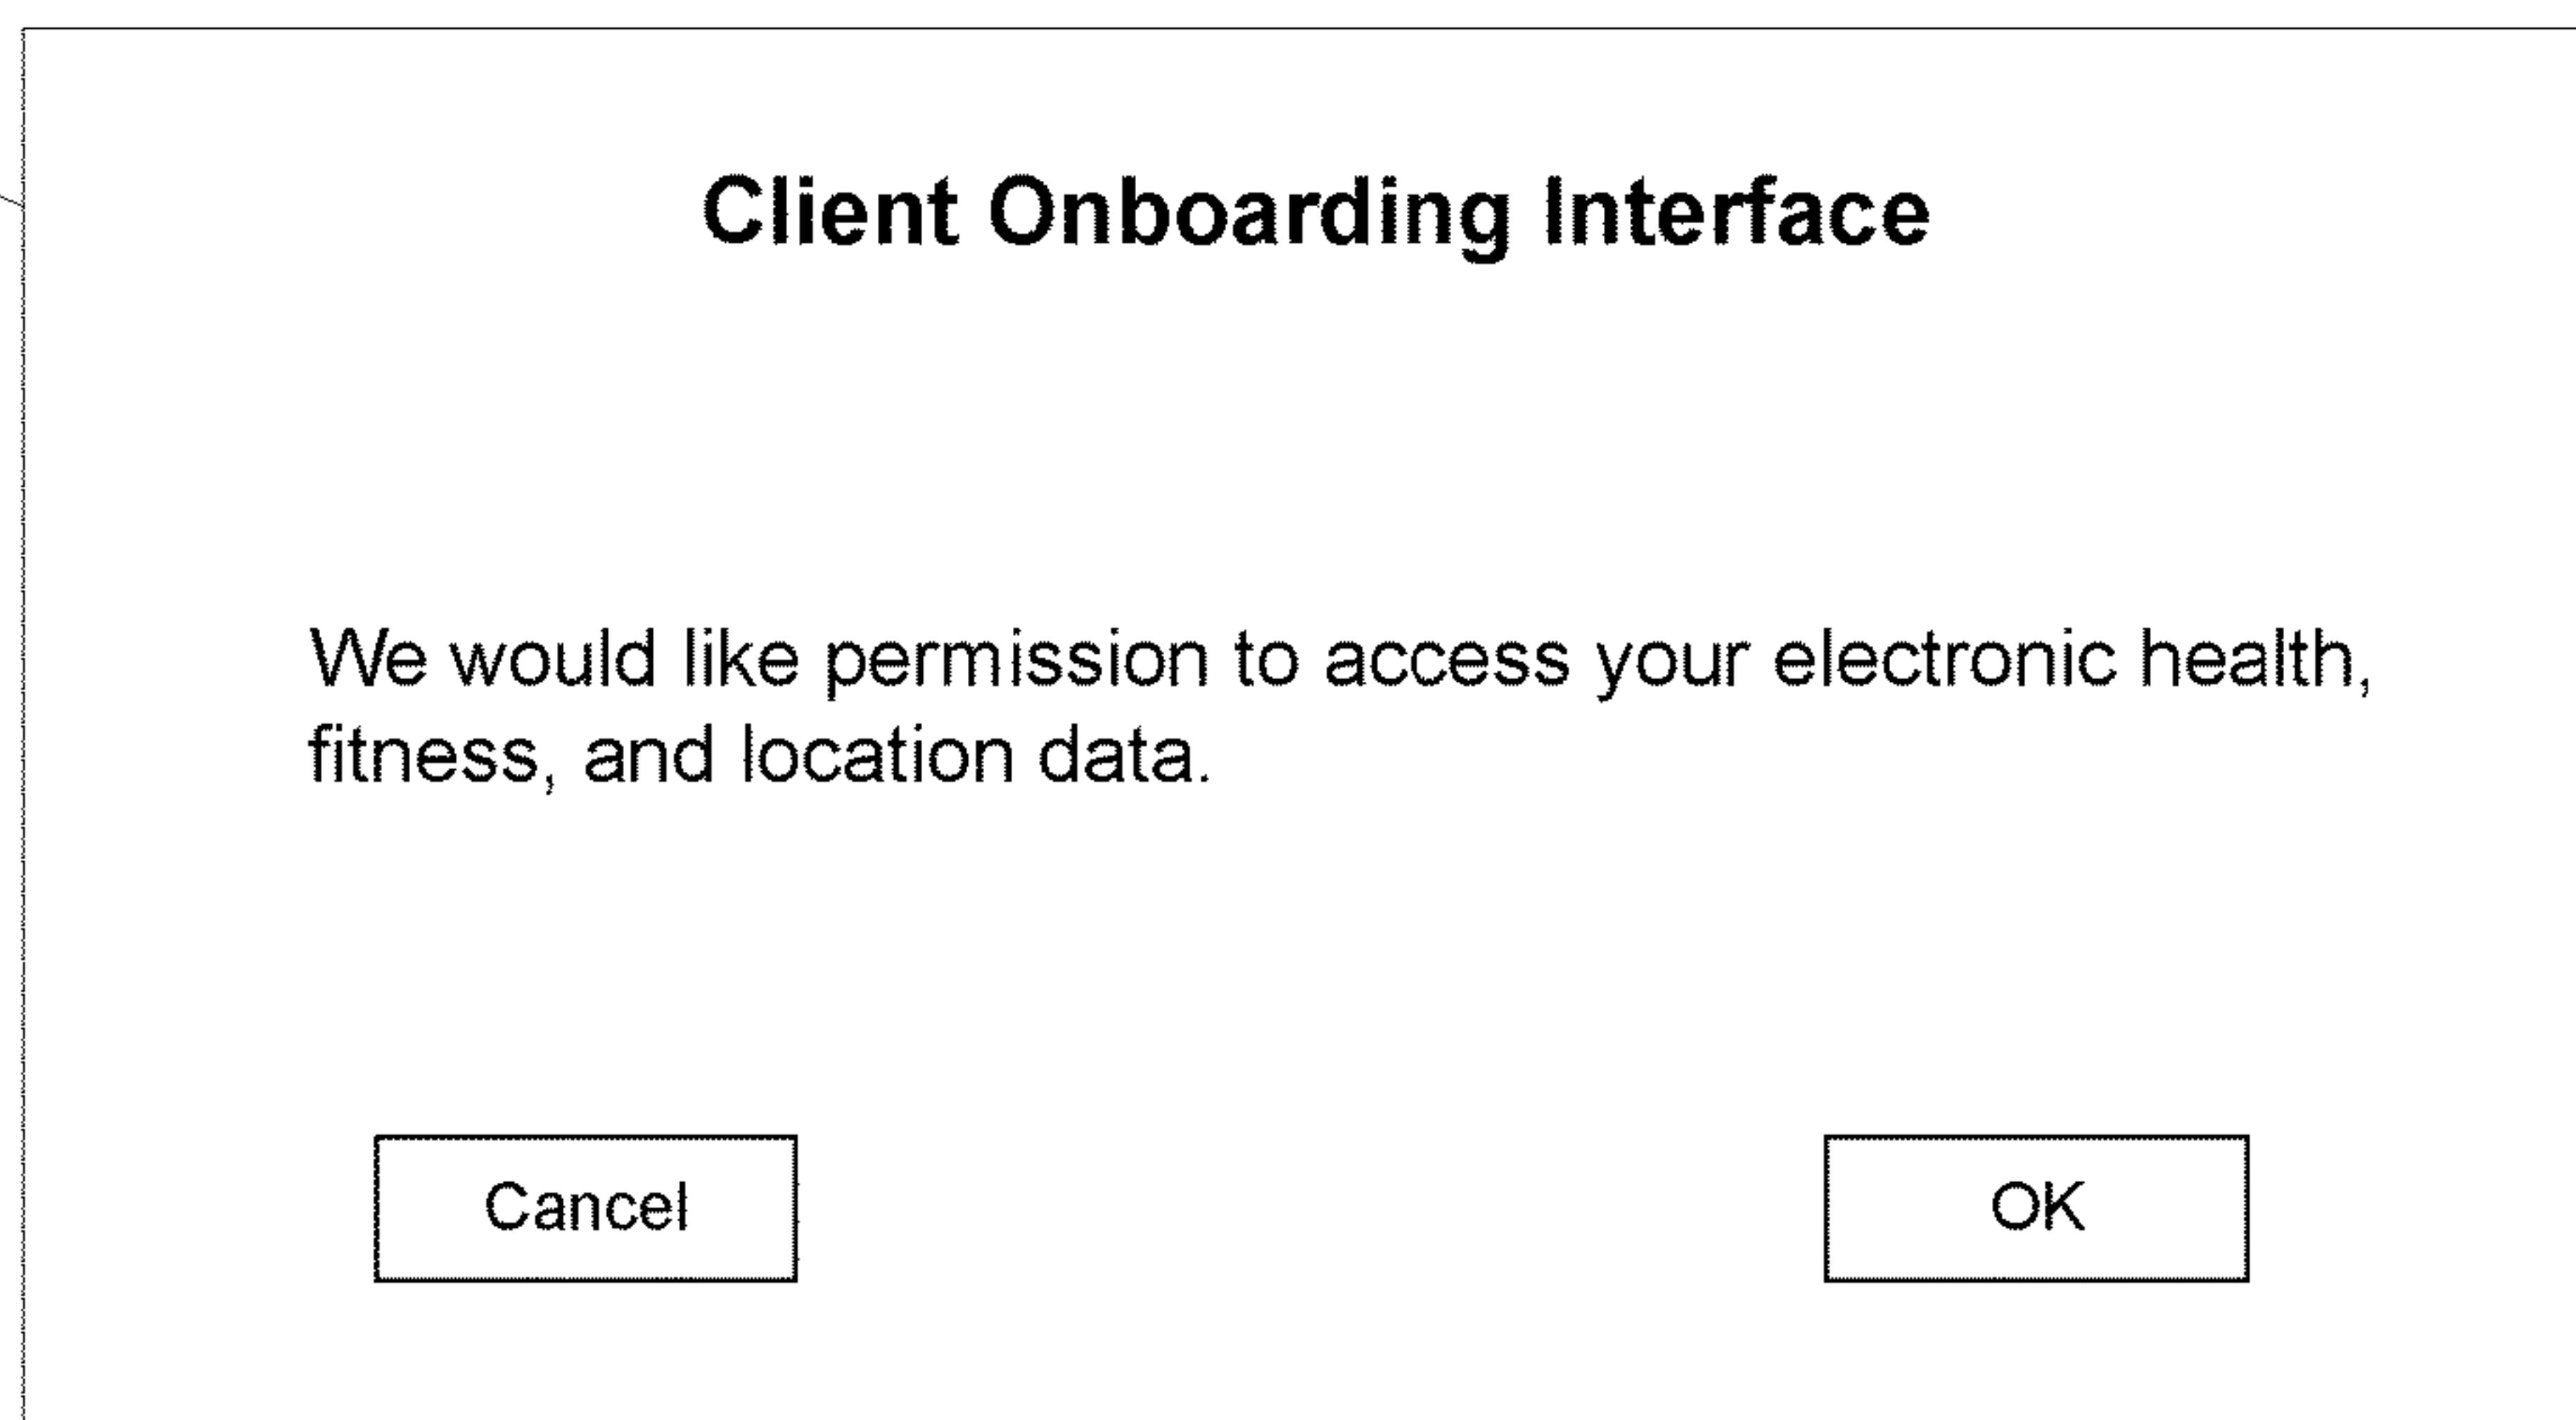 Client Onboarding Interface
We would like permission to access your electronic health,
fitness, and location data.
Cancel
OK